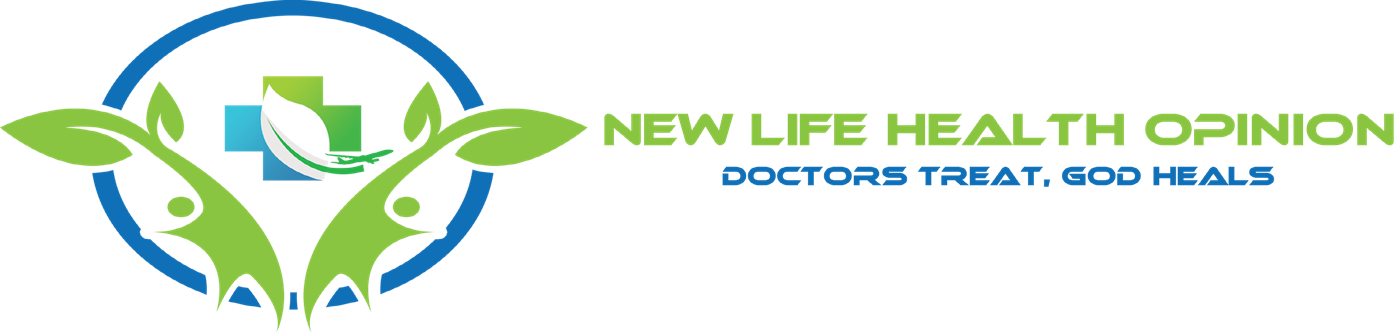 NEW LIFE HEALTH OPINION
DOCTORS TREAT, GOD HEALS